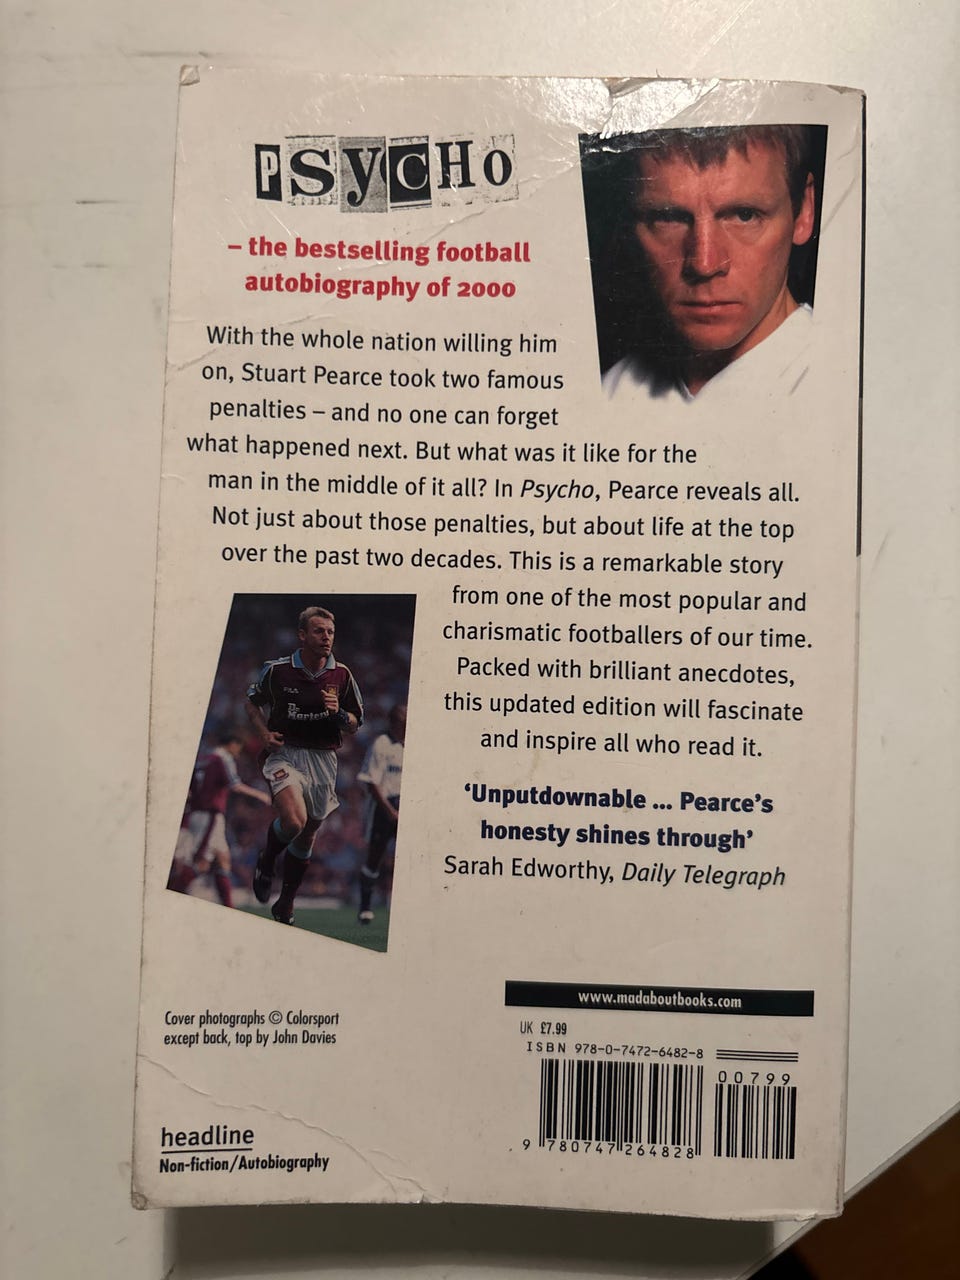 PSyCHo
– the bestselling football
autobiography of 2000
With the whole nation willing him
on, Stuart Pearce took two famous
penalties – and no one can forget
what happened next. But what was it like for the
man in the middle of it all? In Psycho, Pearce reveals all.
Not just about those penalties, but about life at the top
over the past two decades. This is a remarkable story
from one of the most popular and
charismatic footballers of our time.
Packed with brilliant anecdotes,
this updated edition will fascinate
and inspire all who read it.
FILA
Dr Martens
‘Unputdownable ... Pearce’s
honesty shines through’
Sarah Edworthy, Daily Telegraph
www.madaboutbooks.com
Cover photographs © Colorsport
except back, top by John Davies
UK £7.99
ISBN 978-0-7472-6482-8
00799
9 780747 264828
headline
Non-fiction/Autobiography